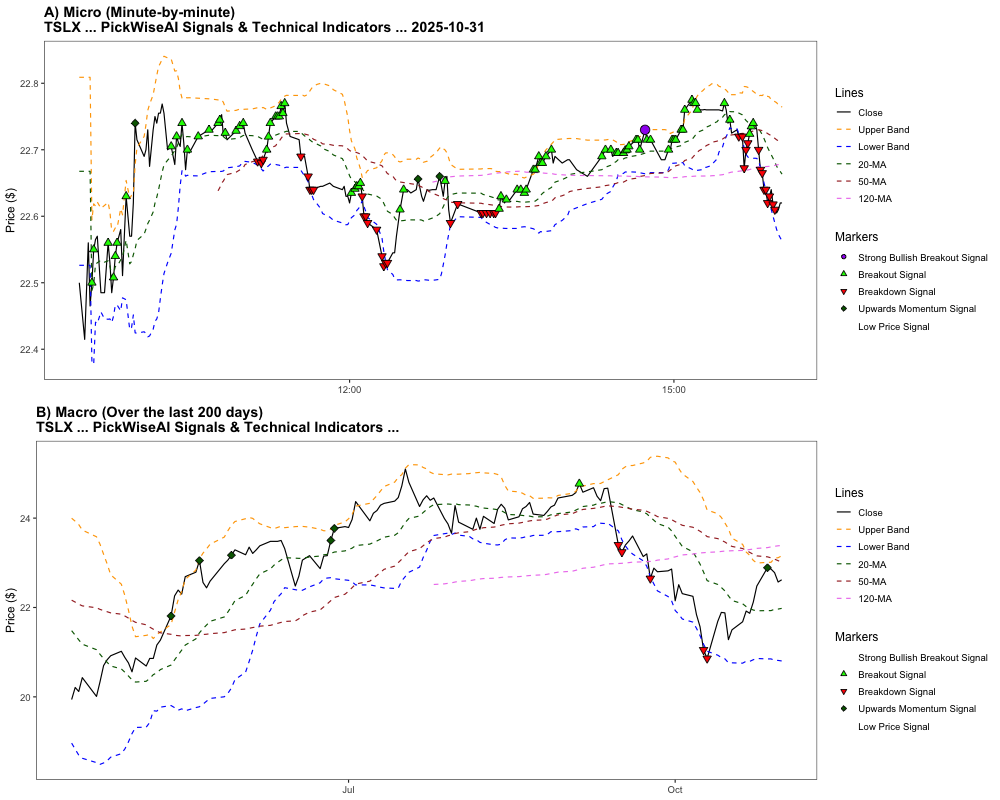 A) Micro (Minute-by-minute)
TSLX ... PickWiseAI Signals & Technical Indicators ... 2025-10-31
Price ($)
22.8
22.7
22.6
22.5
22.4
12:00
15:00
Lines
Close
Upper Band
Lower Band
20-MA
50-MA
120-MA
Markers
Strong Bullish Breakout Signal
Breakout Signal
Breakdown Signal
Upwards Momentum Signal
Low Price Signal
B) Macro (Over the last 200 days)
TSLX ... PickWiseAI Signals & Technical Indicators ...
Price ($)
24
22
20
Jul
Oct
Lines
Close
Upper Band
Lower Band
20-MA
50-MA
120-MA
Markers
Strong Bullish Breakout Signal
Breakout Signal
Breakdown Signal
Upwards Momentum Signal
Low Price Signal